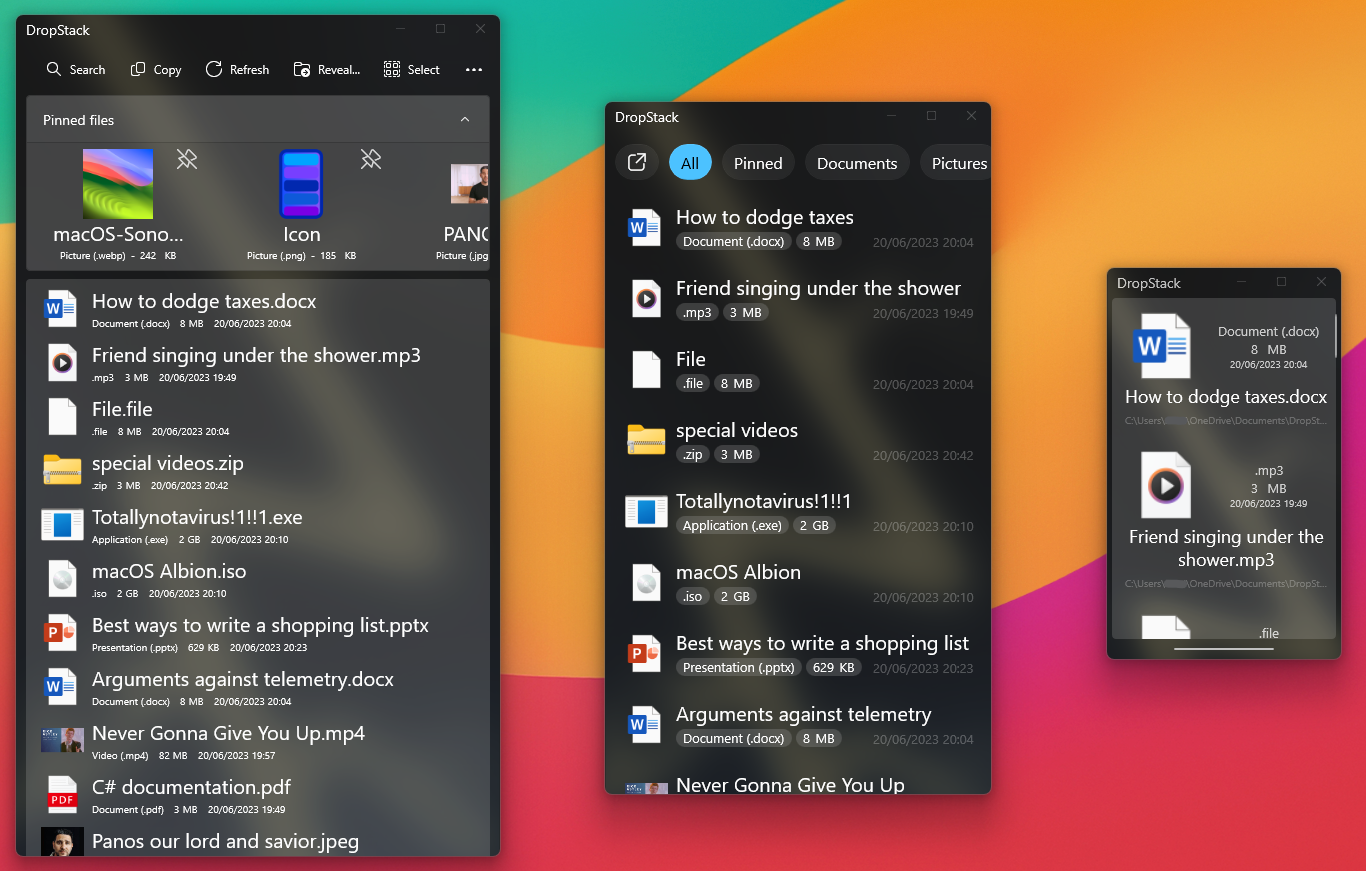 DropStack
Search Copy Refresh Reveal... Select
Pinned files
macOS-Sono... Icon PANO
Picture (.webp) - 242 KB Picture (.png) - 185 KB Picture (.jpg
How to dodge taxes.docx
Document (.docx) 8 MB 20/06/2023 20:04
Friend singing under the shower.mp3
.mp3 3 MB 20/06/2023 19:49
File.file
.file 8 MB 20/06/2023 20:04
special videos.zip
.zip 3 MB 20/06/2023 20:42
Totallynotavirus!1!!1.exe
Application (.exe) 2 GB 20/06/2023 20:10
macOS Albion.iso
.iso 2 GB 20/06/2023 20:10
Best ways to write a shopping list.pptx
Presentation (.pptx) 629 KB 20/06/2023 20:23
Arguments against telemetry.docx
Document (.docx) 8 MB 20/06/2023 20:04
Never Gonna Give You Up.mp4
Video (.mp4) 82 MB 20/06/2023 19:57
C# documentation.pdf
PDF
Document (.pdf) 3 MB 20/06/2023 19:49
Panos our lord and savior.jpeg
DropStack
All Pinned Documents Pictures
How to dodge taxes
Document (.docx) 8 MB 20/06/2023 20:04
Friend singing under the shower
.mp3 3 MB 20/06/2023 19:49
File
.file 8 MB 20/06/2023 20:04
special videos
.zip 3 MB 20/06/2023 20:42
Totallynotavirus!1!!1
Application (.exe) 2 GB 20/06/2023 20:10
macOS Albion
.iso 2 GB 20/06/2023 20:10
Best ways to write a shopping list
Presentation (.pptx) 629 KB 20/06/2023 20:23
Arguments against telemetry
Document (.docx) 8 MB 20/06/2023 20:04
Never Gonna Give You Up
DropStack
Document (.docx)
8 MB
20/06/2023 20:04
How to dodge taxes.docx
C:\Users\ \OneDrive\Documents\DropSt...
.mp3
3 MB
20/06/2023 19:49
Friend singing under the
shower.mp3
C:\Users\ \OneDrive\Documents\DropSt...
.file